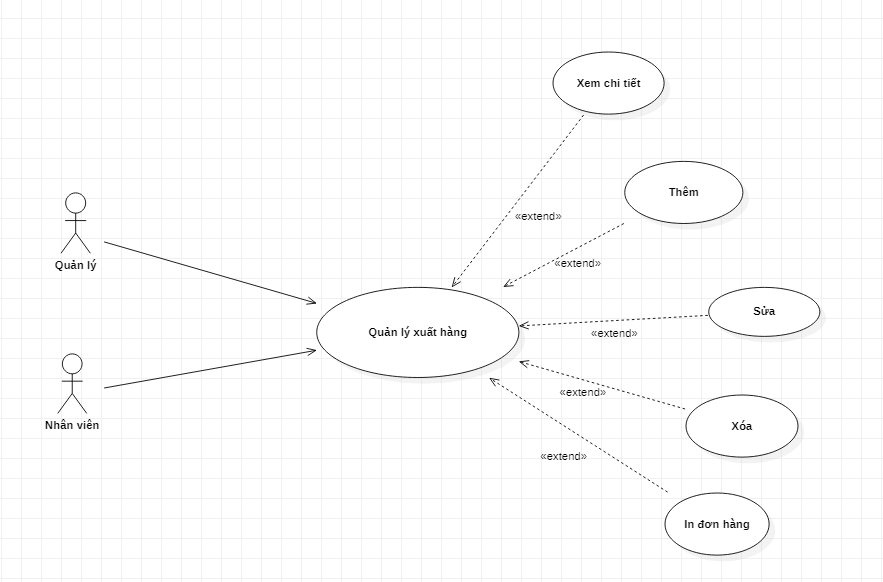 Xem chi tiết
Thêm
«extend»
Quản lý
«extend»
Sửa
Quản lý xuất hàng
«extend»
«extend»
Nhân viên
Xóa
«extend»
In đơn hàng